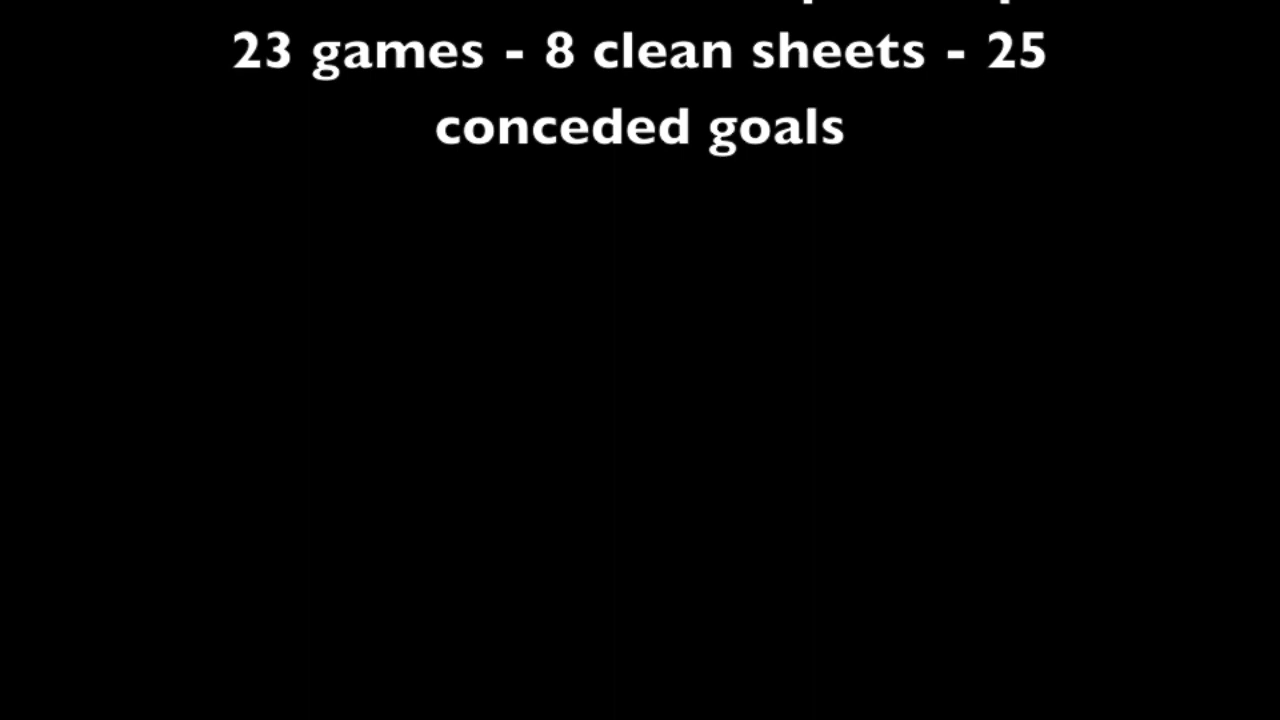 23 games - 8 clean sheets - 25
conceded goals